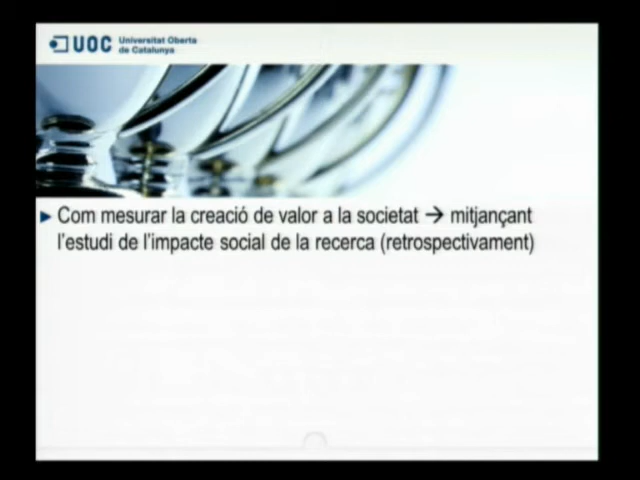 UOC
Universitat Oberta
de Catalunya
Com mesurar la creació de valor a la societat → mitjançant
l'estudi de l'impacte social de la recerca (retrospectivament)